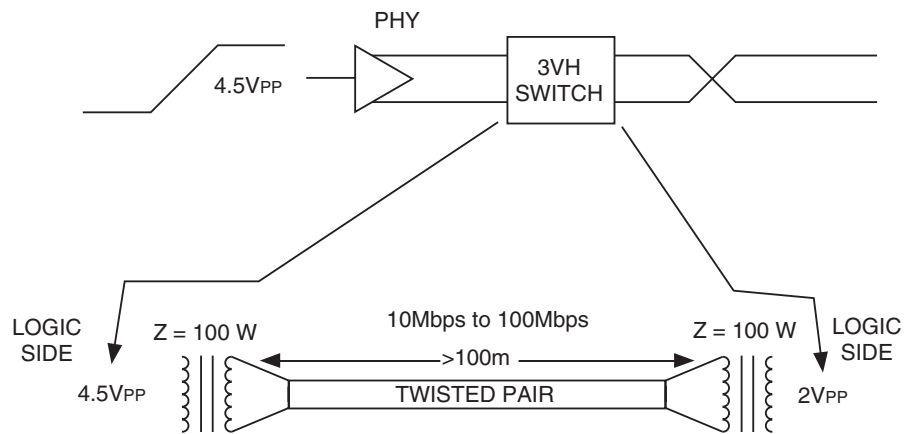 PHY
4.5VPP
3VH
SWITCH
LOGIC
SIDE
Z = 100 W
10Mbps to 100Mbps
Z = 100 W
LOGIC
SIDE
>100m
4.5VPP
TWISTED PAIR
2VPP